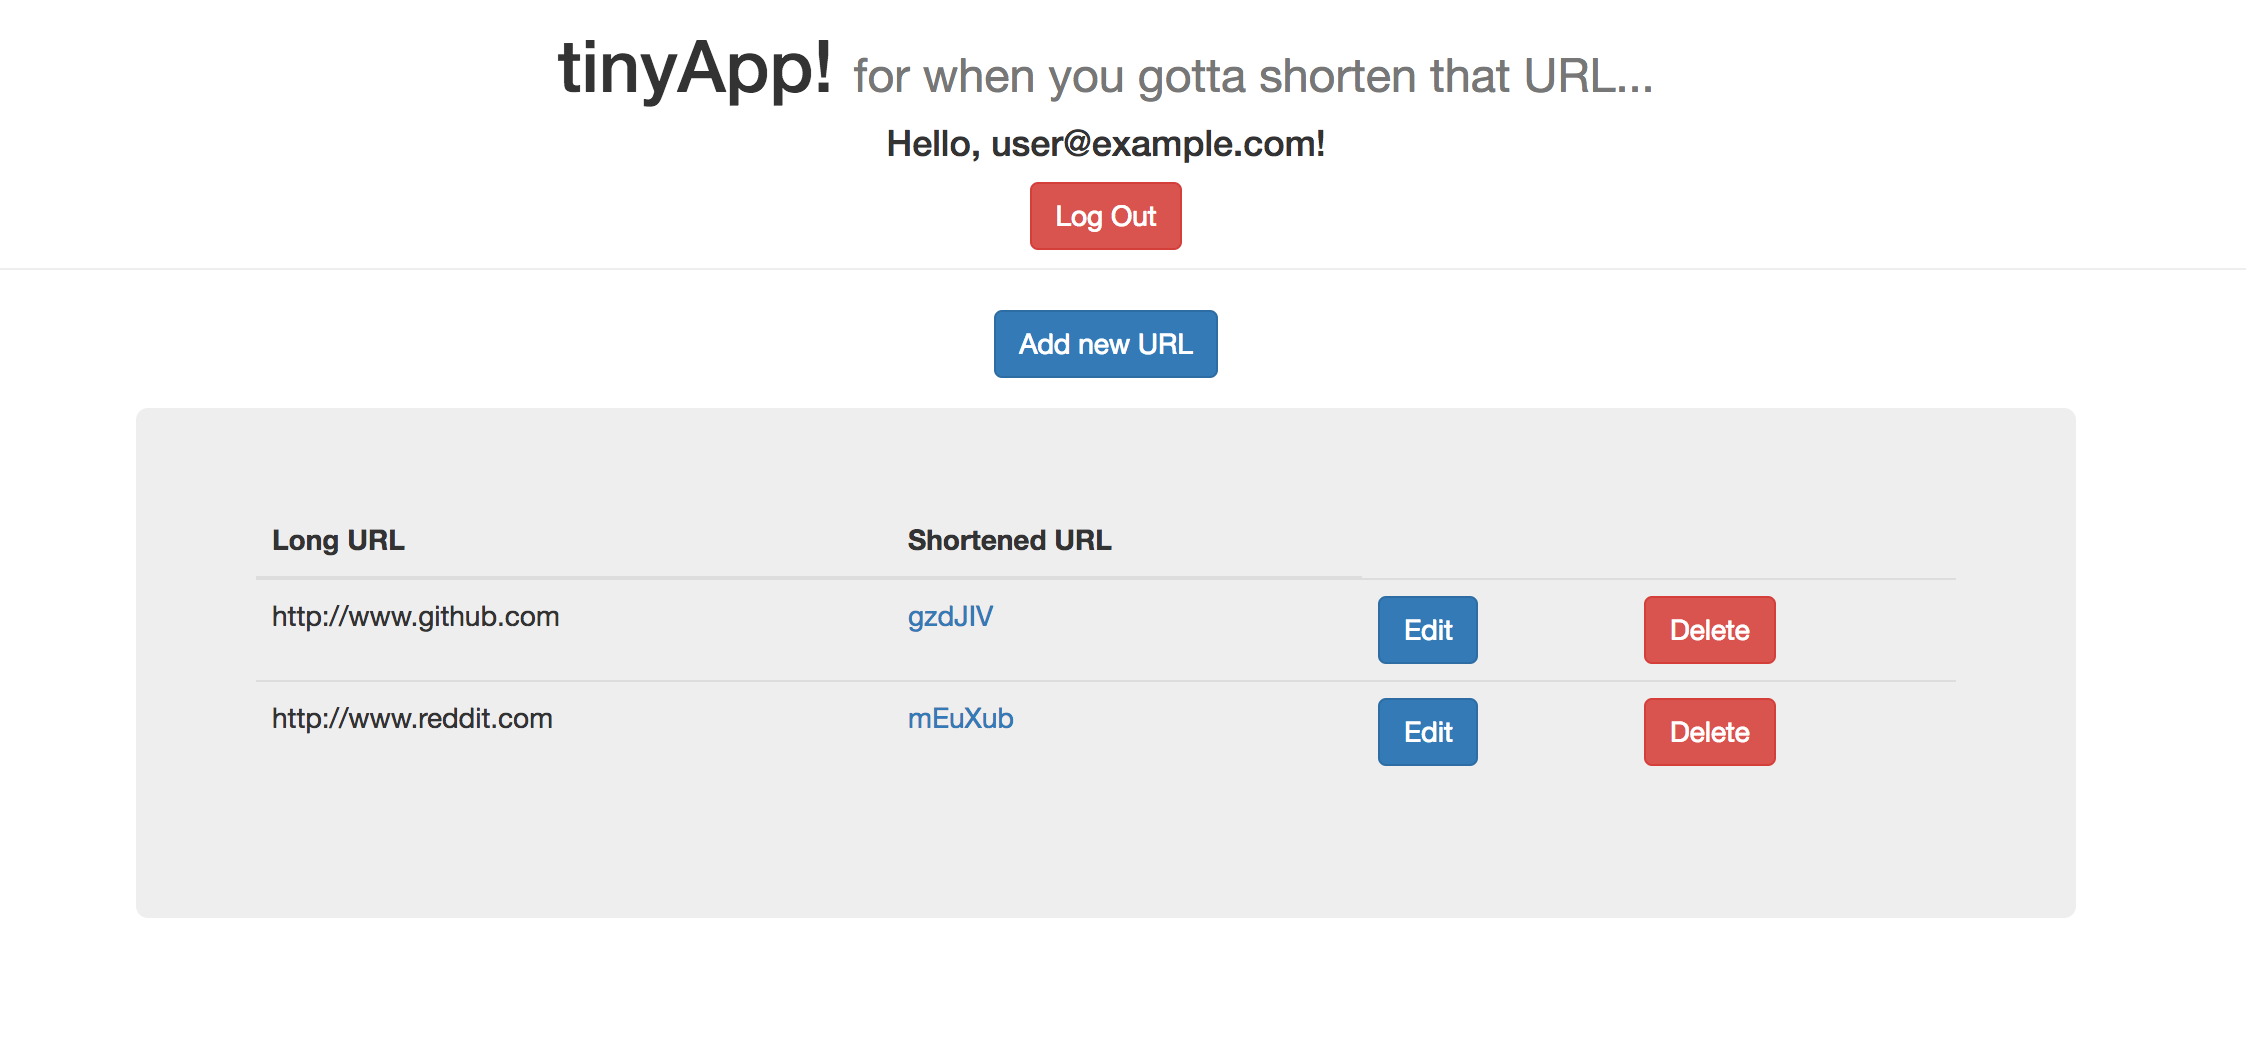 tinyApp! for when you gotta shorten that URL...
Hello, user@example.com!
Log Out
Add new URL
Long URL Shortened URL
http://www.github.com gzdJIV Edit Delete
http://www.reddit.com mEuXub Edit Delete